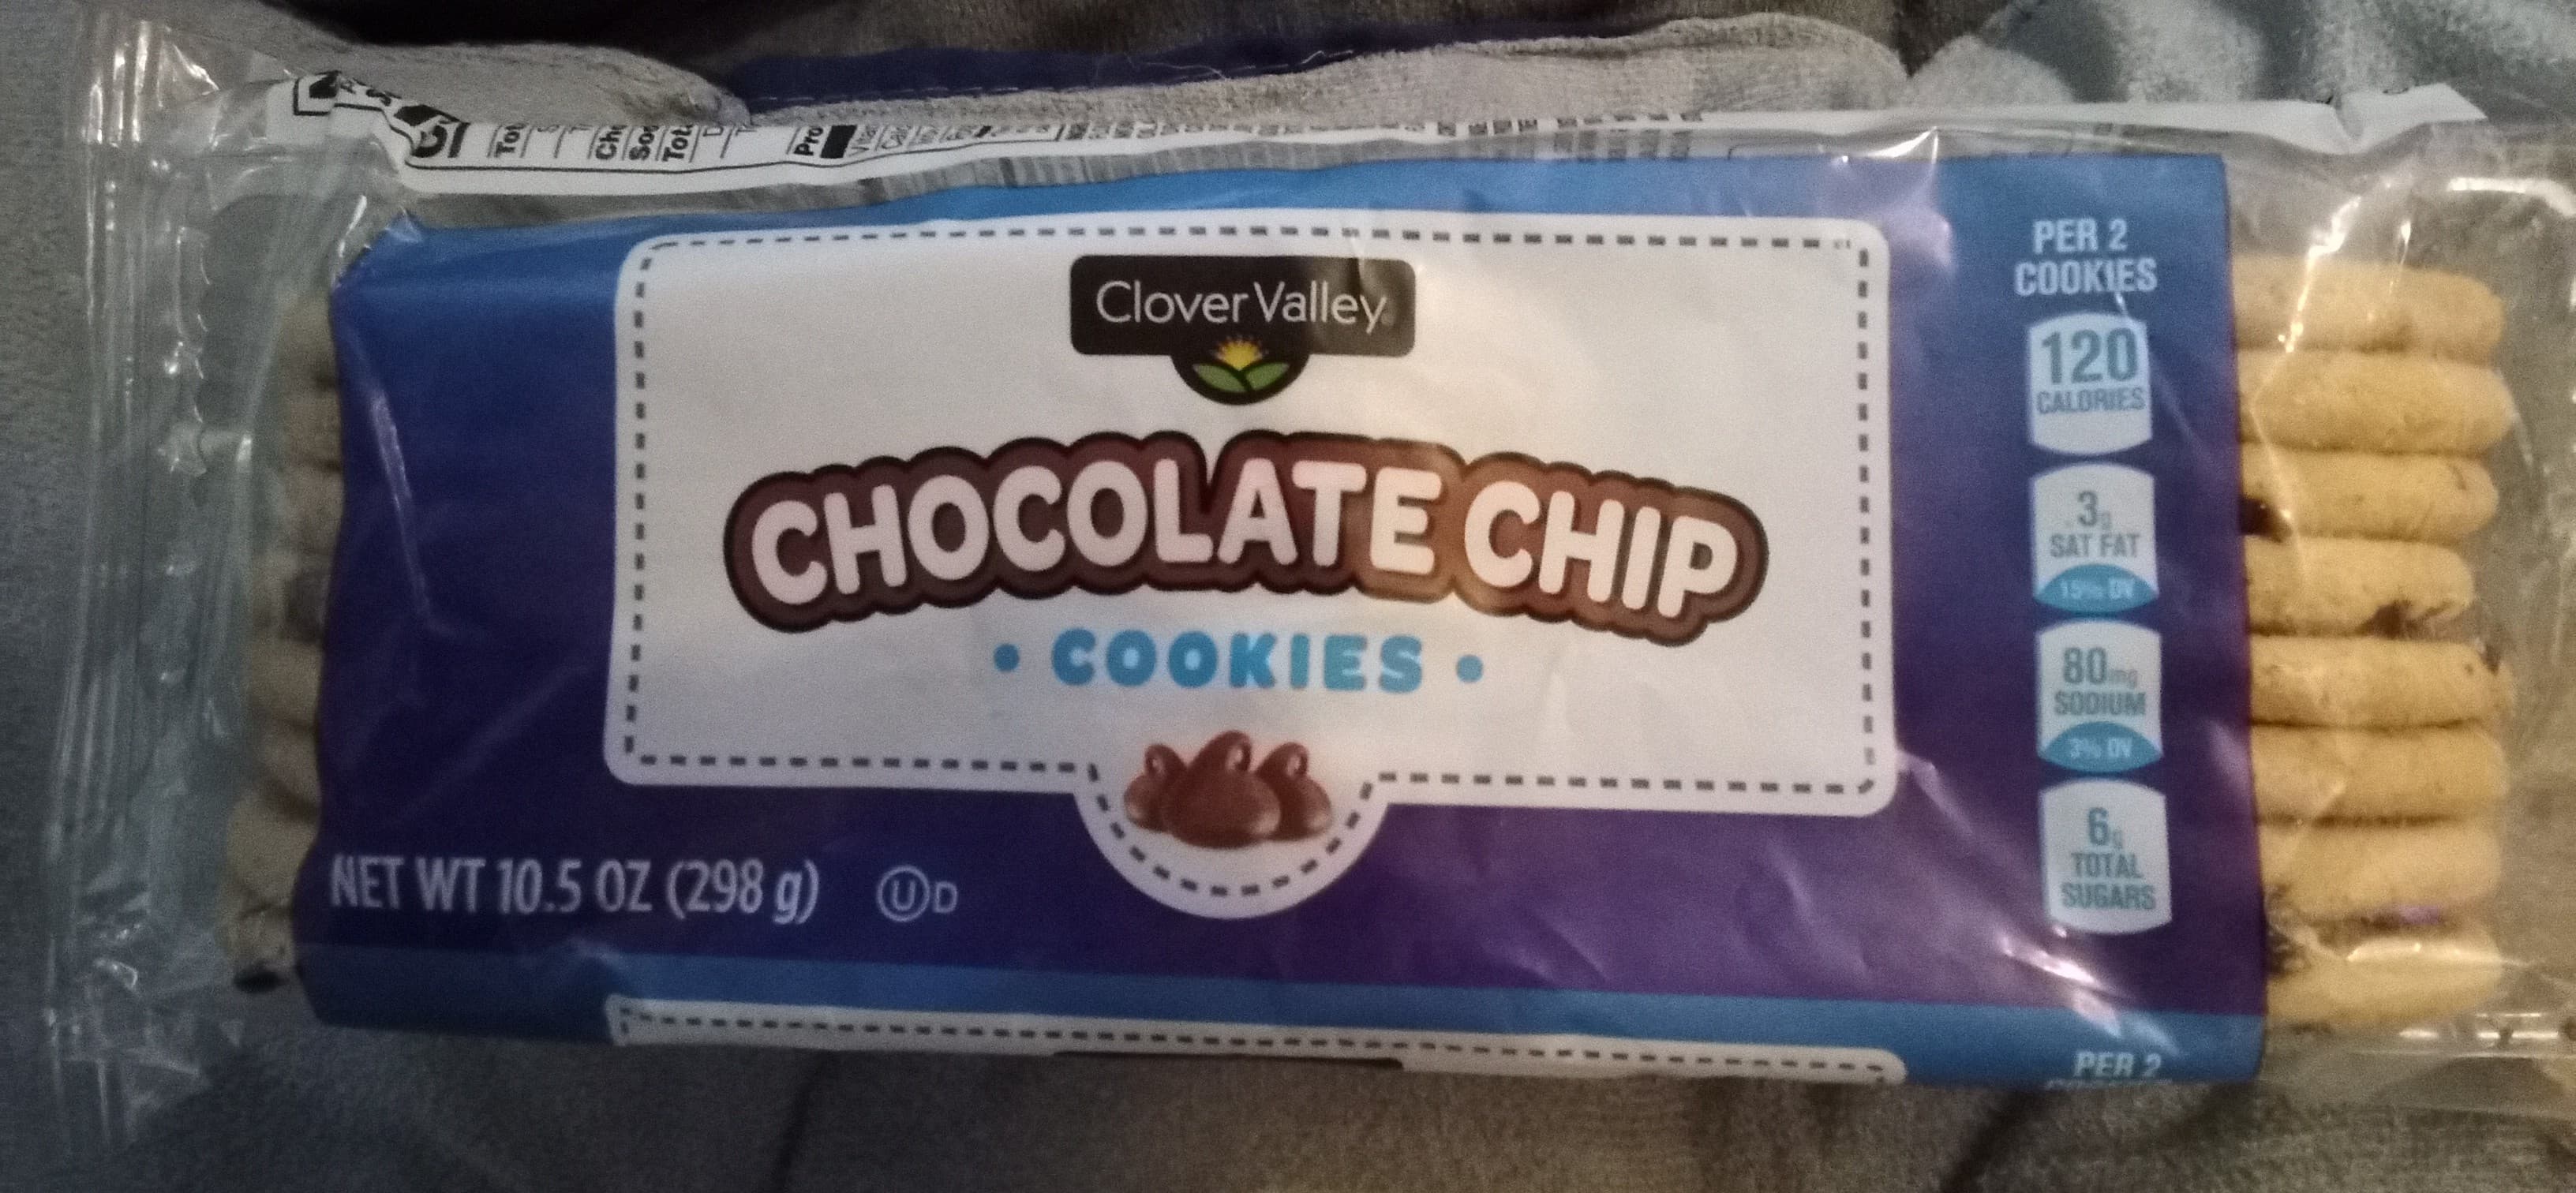 Clover Valley
CHOCOLATE CHIP
• COOKIES •
NET WT 10.5 OZ (298 g) UD
PER 2
COOKIES
120
CALORIES
3g
SAT FAT
15% DV
80mg
SODIUM
3% DV
6g
TOTAL
SUGARS
PER 2